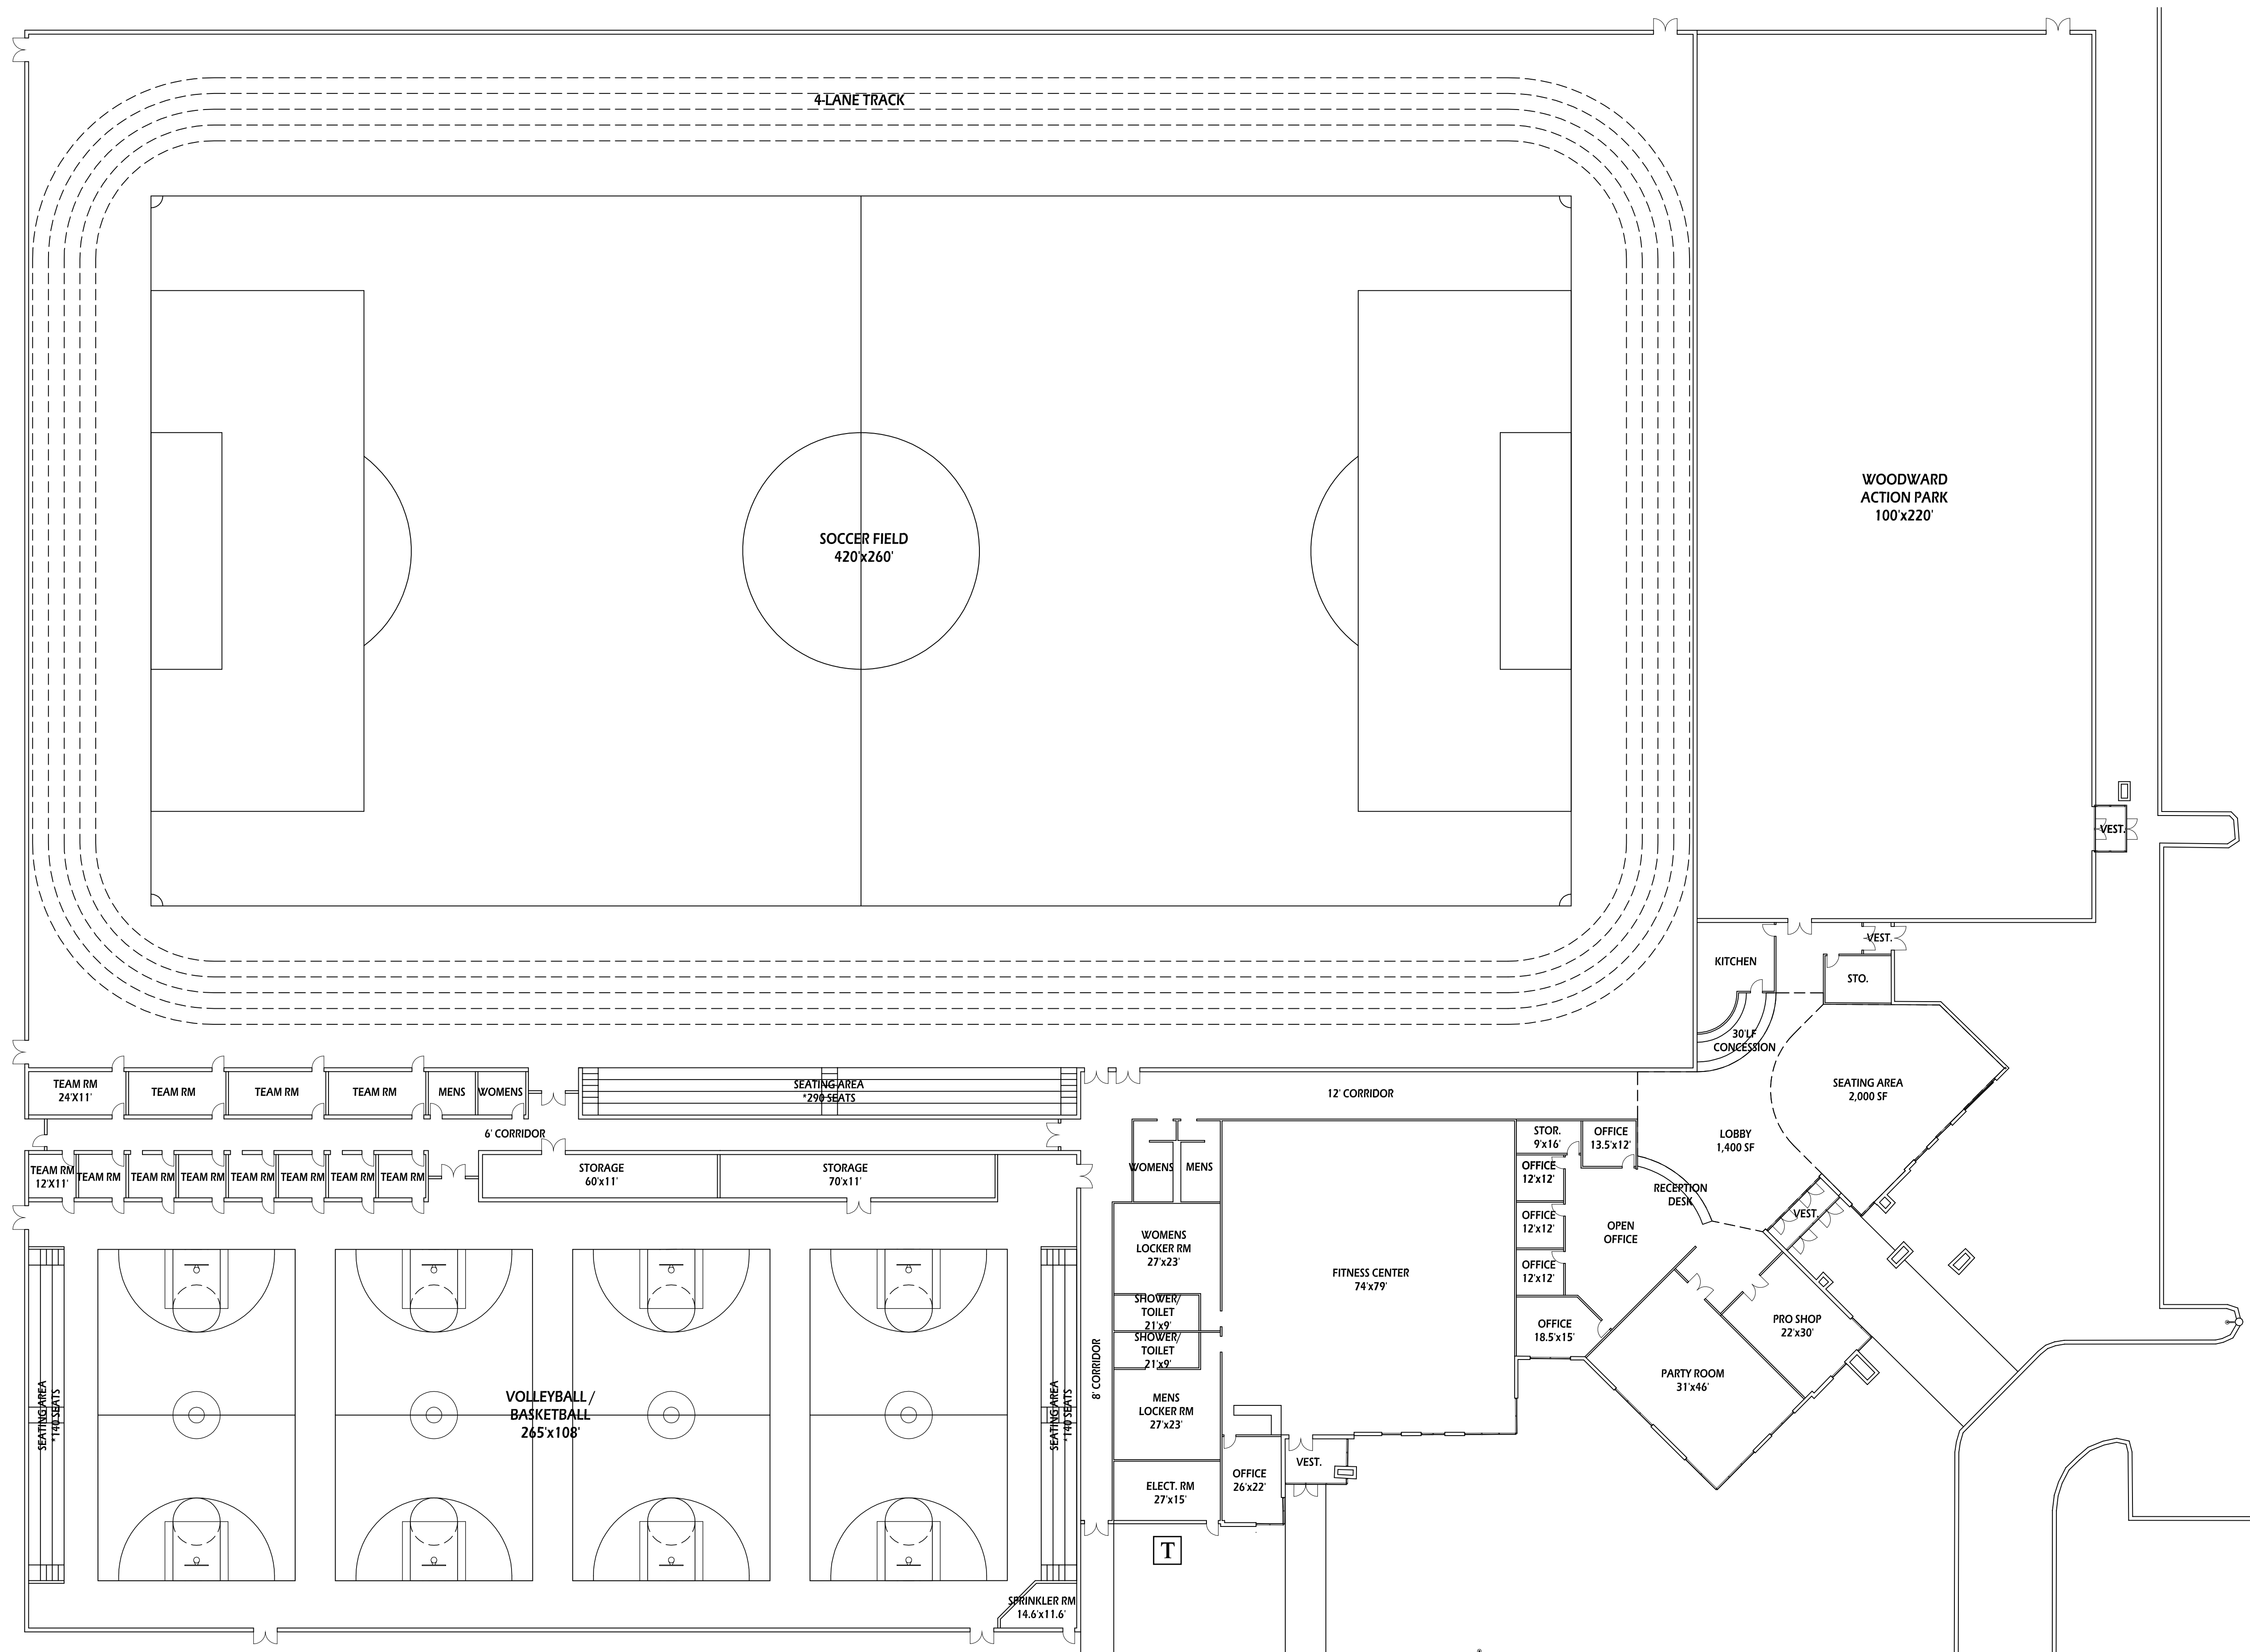 4-LANE TRACK
SOCCER FIELD
420'x260'
WOODWARD
ACTION PARK
100'x220'
VEST.
VEST.
KITCHEN
STO.
30'LF
CONCESSION
SEATING AREA
2,000 SF
LOBBY
1,400 SF
TEAM RM
24'X11'
TEAM RM
TEAM RM
TEAM RM
MENS
WOMENS
SEATING AREA
*290 SEATS
12' CORRIDOR
6' CORRIDOR
TEAM RM
12'X11'
TEAM RM
TEAM RM
TEAM RM
TEAM RM
TEAM RM
TEAM RM
TEAM RM
STORAGE
60'x11'
STORAGE
70'x11'
WOMENS
MENS
STOR.
9'x16'
OFFICE
13.5'x12'
OFFICE
12'x12'
OFFICE
12'x12'
OFFICE
12'x12'
OFFICE
18.5'x15'
RECEPTION
DESK
OPEN
OFFICE
VEST.
WOMENS
LOCKER RM
27'x23'
SHOWER/
TOILET
21'x9'
SHOWER/
TOILET
21'x9'
MENS
LOCKER RM
27'x23'
ELECT. RM
27'x15'
FITNESS CENTER
74'x79'
OFFICE
26'x22'
VEST.
PRO SHOP
22'x30'
PARTY ROOM
31'x46'
8' CORRIDOR
SEATING AREA
*140 SEATS
VOLLEYBALL /
BASKETBALL
265'x108'
SEATING AREA
*140 SEATS
SPRINKLER RM
14.6'x11.6'
T